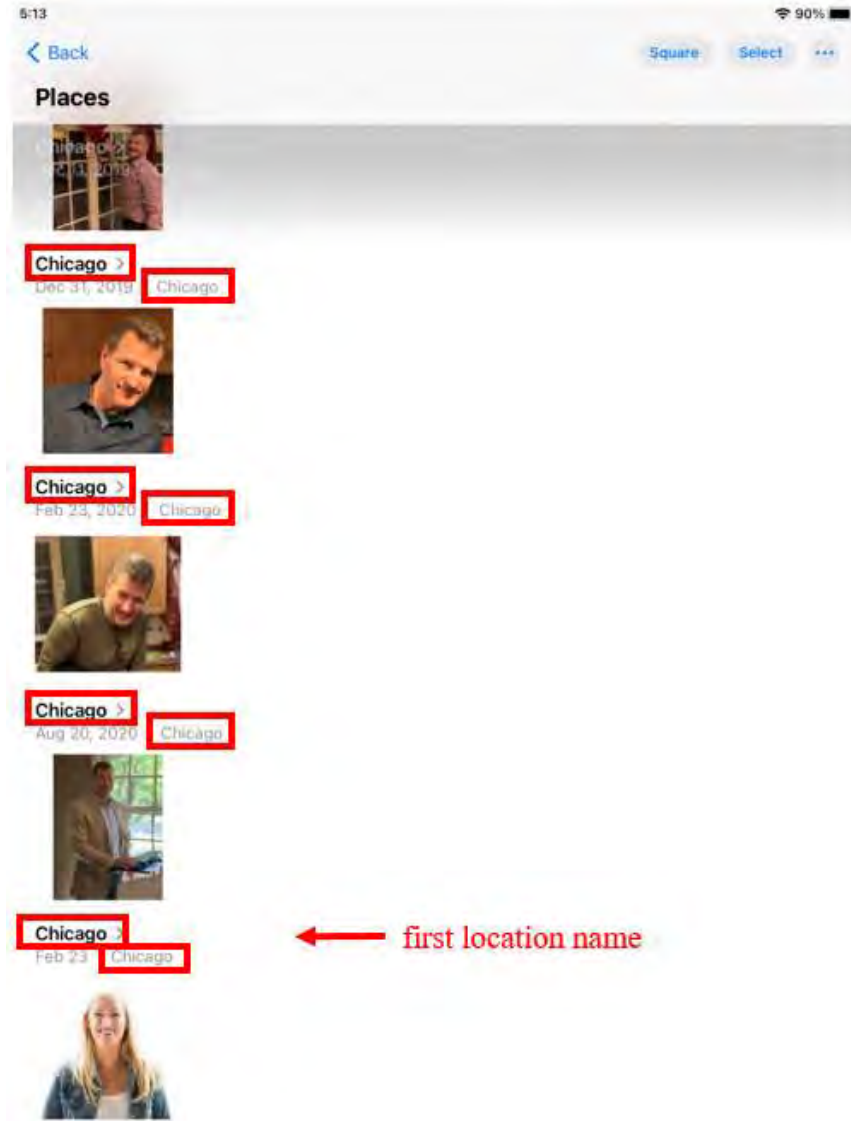 5:13 90%
Back Square Select ...
Places
Chicago >
Dec 31, 2019 Chicago
Chicago >
Feb 23, 2020 Chicago
Chicago >
Aug 20, 2020 Chicago
Chicago > first location name
Feb 23 Chicago